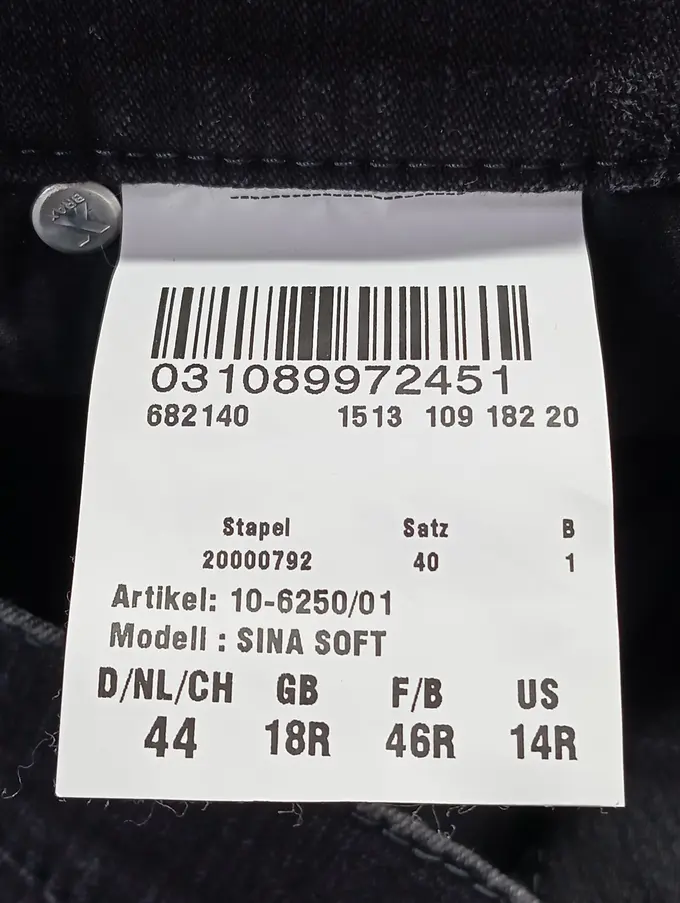 BRAX
031089972451
682140 1513 109 182 20
Stapel Satz B
20000792 40 1
Artikel: 10-6250/01
Modell : SINA SOFT
D/NL/CH GB F/B US
44 18R 46R 14R